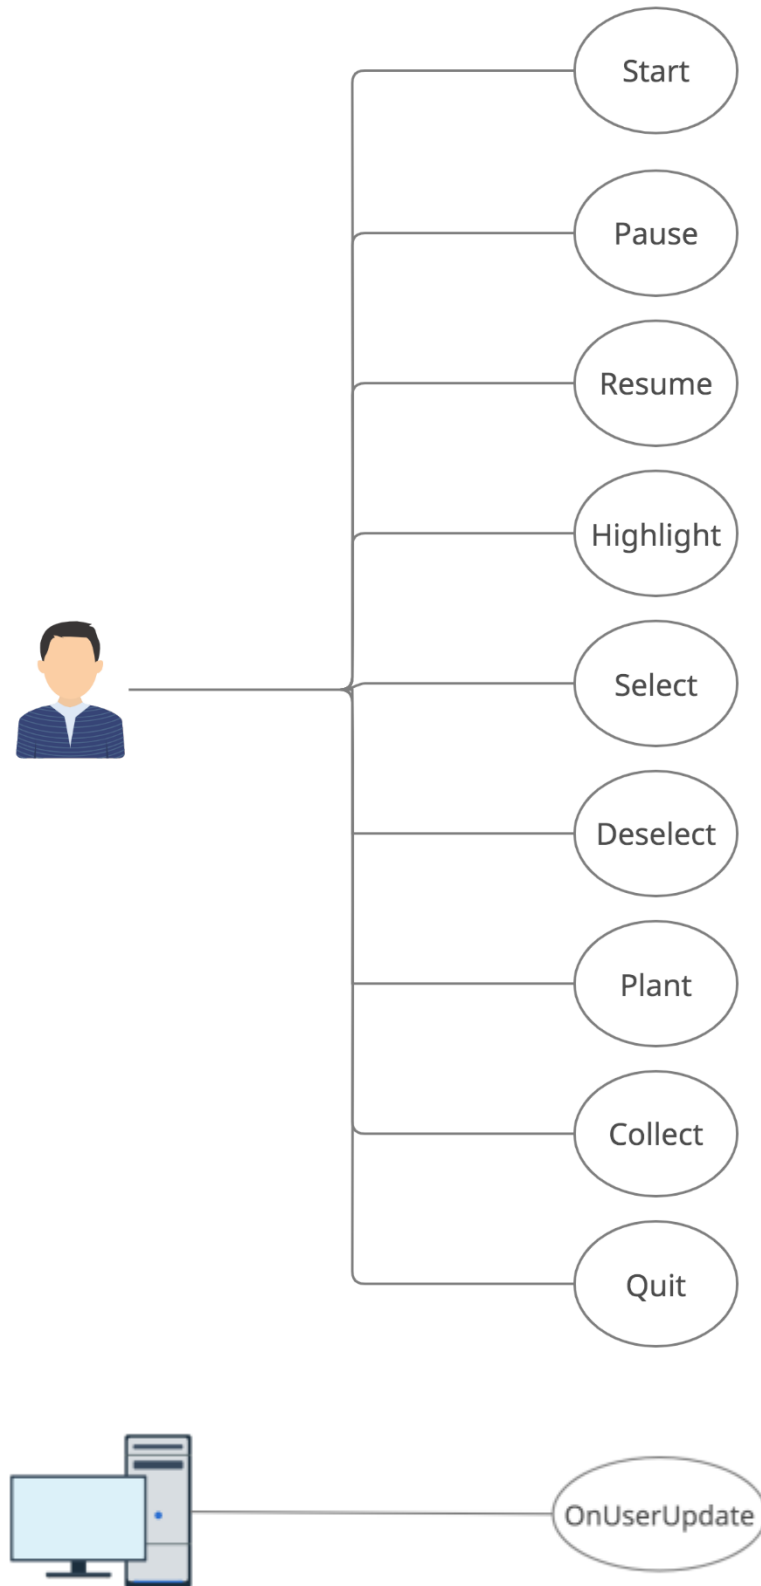 Start
Pause
Resume
Highlight
Select
Deselect
Plant
Collect
Quit
OnUserUpdate